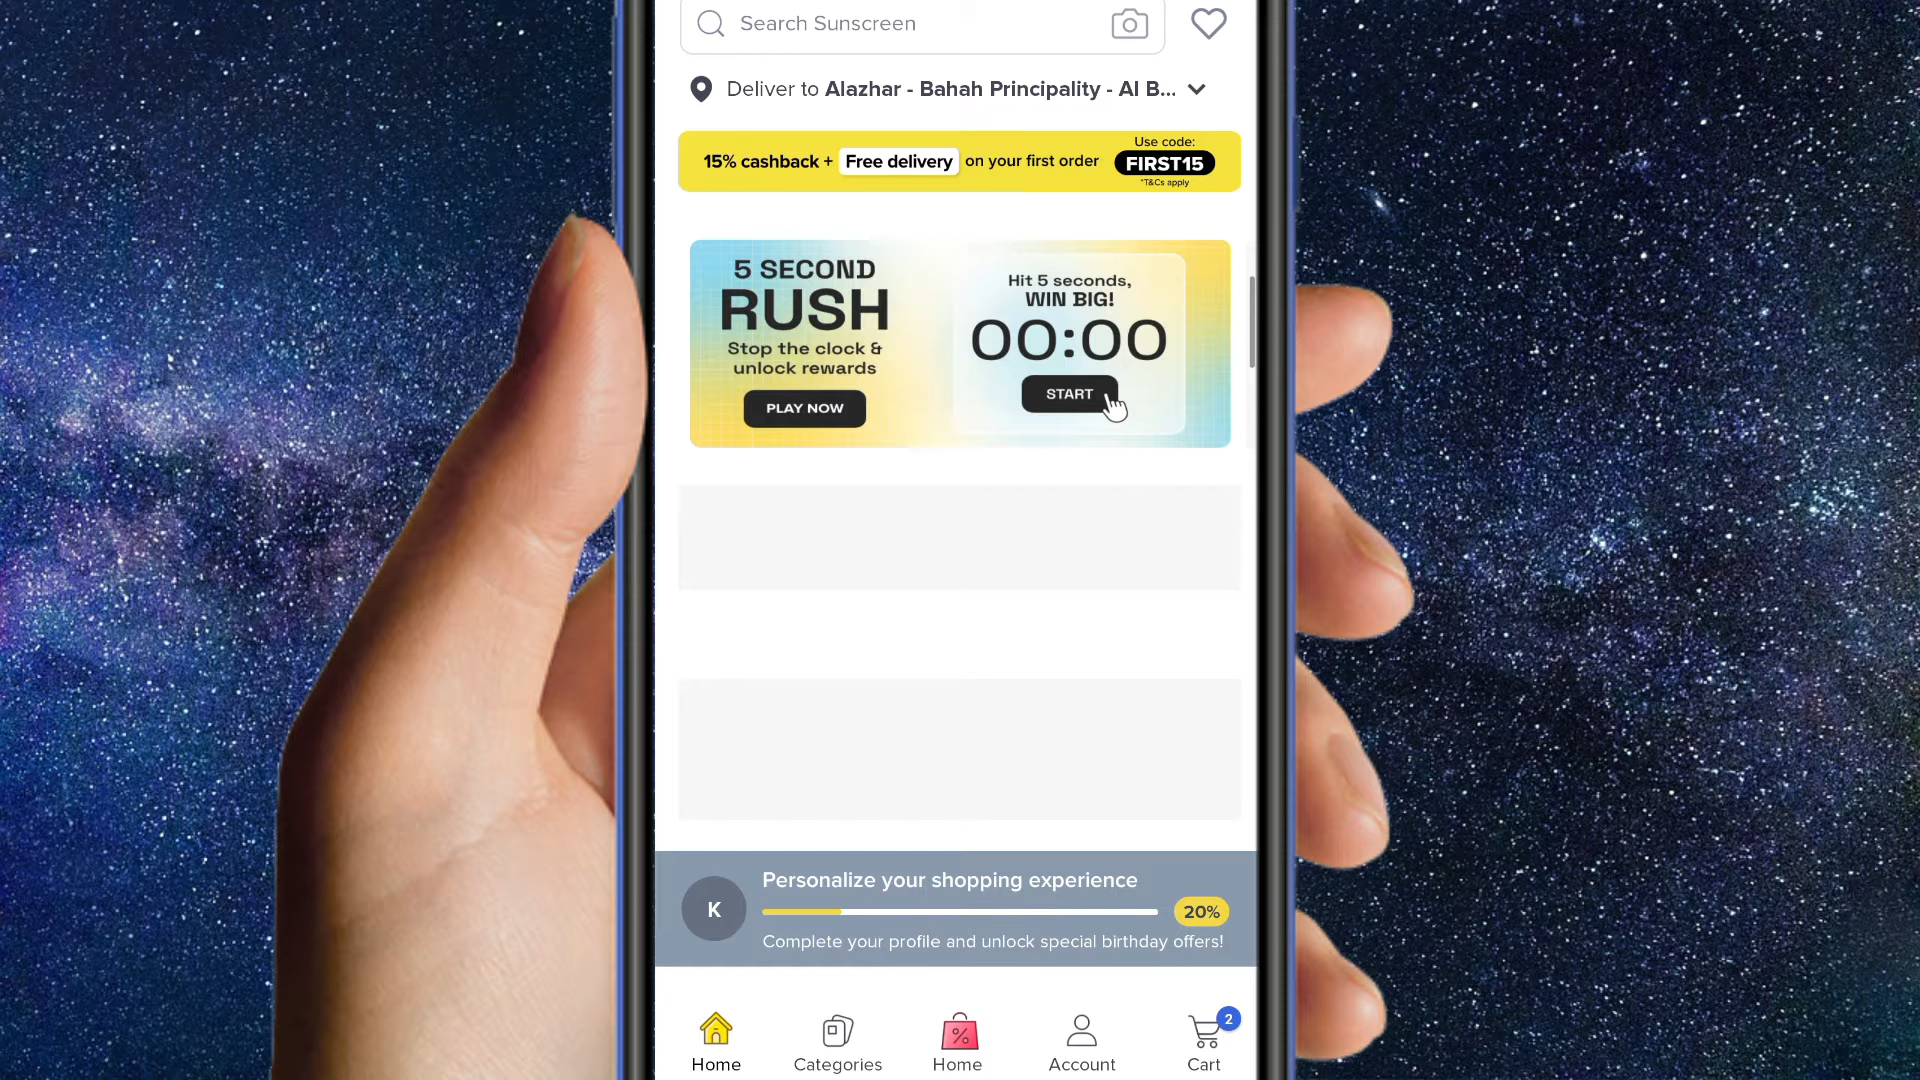 Search Sunscreen
Deliver to Alazhar - Bahah Principality - Al B...
15% cashback + Free delivery on your first order
Use code:
FIRST15
*T&Cs apply
5 SECOND
RUSH
Stop the clock &
unlock rewards
PLAY NOW
Hit 5 seconds,
WIN BIG!
00:00
START
K
Personalize your shopping experience
20%
Complete your profile and unlock special birthday offers!
Home
Categories
%
Home
Account
2
Cart